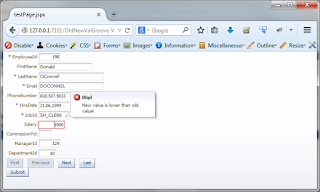 testPage.jspx
127.0.0.1:7101/OldNewValGroovy-V
Google
Disable Cookies CSS Forms Images Information Miscellaneous Outline Resize
* EmployeeId 198
FirstName Donald
* LastName OConnell
* Email DOCONNEL
PhoneNumber 650.507.9833
* HireDate 21.06.1999
* JobId SH_CLERK
Salary 1000
CommissionPct
ManagerId 124
DepartmentId 50
New value is lower than old value!
First Previous Next Last
Submit